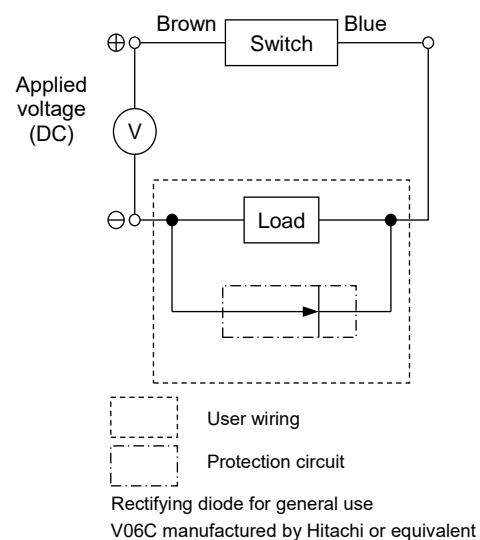 Brown
Switch
Blue
⊕
Applied
voltage
(DC)
V
⊖
Load
User wiring
Protection circuit
Rectifying diode for general use
V06C manufactured by Hitachi or equivalent